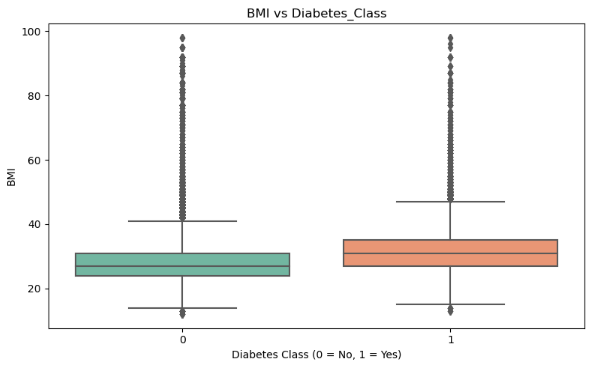 BMI vs Diabetes_Class
100
80
60
40
20
BMI
0
1
Diabetes Class (0 = No, 1 = Yes)